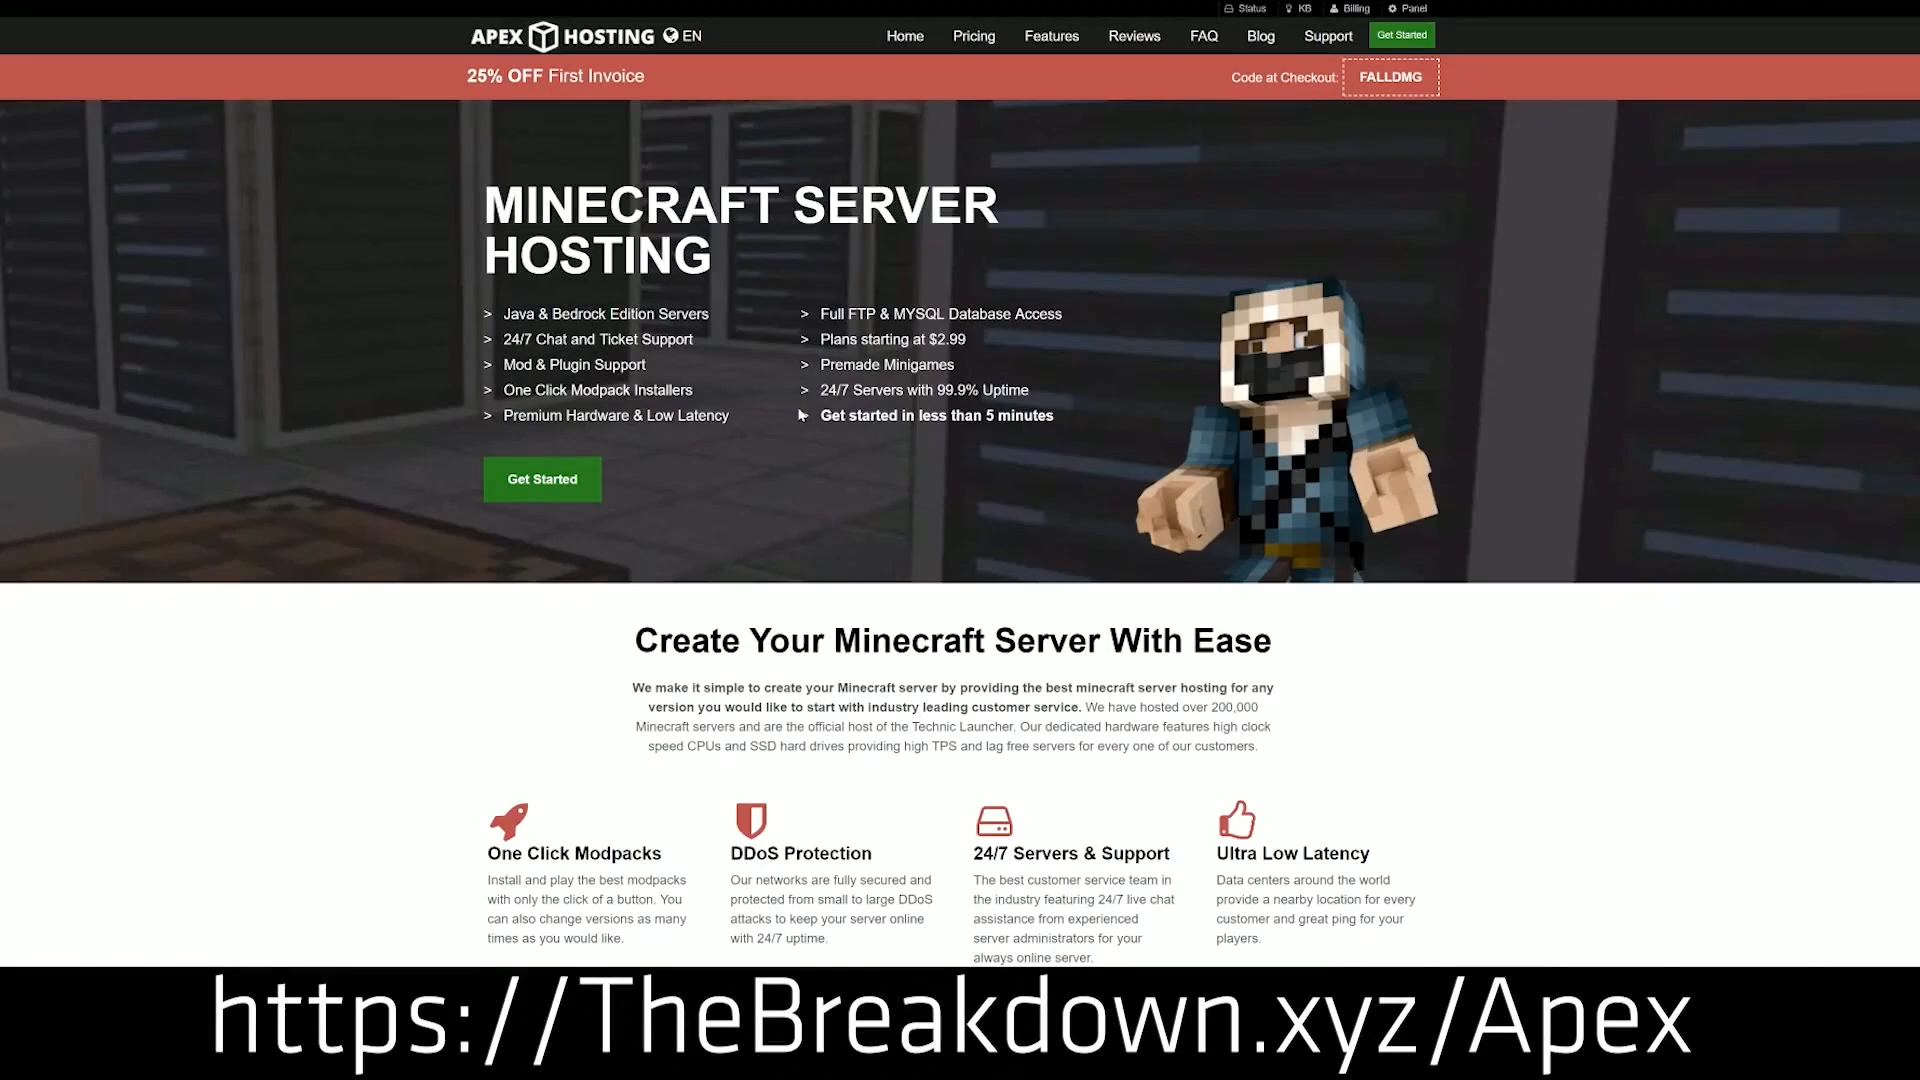 Status KB Billing Panel
APEX HOSTING EN Home Pricing Features Reviews FAQ Blog Support Get Started
25% OFF First Invoice Code at Checkout: FALLDMG
MINECRAFT SERVER
HOSTING
> Java & Bedrock Edition Servers
> 24/7 Chat and Ticket Support
> Mod & Plugin Support
> One Click Modpack Installers
> Premium Hardware & Low Latency
> Full FTP & MYSQL Database Access
> Plans starting at $2.99
> Premade Minigames
> 24/7 Servers with 99.9% Uptime
Get started in less than 5 minutes
Get Started
Create Your Minecraft Server With Ease
We make it simple to create your Minecraft server by providing the best minecraft server hosting for any
version you would like to start with industry leading customer service. We have hosted over 200,000
Minecraft servers and are the official host of the Technic Launcher. Our dedicated hardware features high clock
speed CPUs and SSD hard drives providing high TPS and lag free servers for every one of our customers.
One Click Modpacks
Install and play the best modpacks
with only the click of a button. You
can also change versions as many
times as you would like.
DDoS Protection
Our networks are fully secured and
protected from small to large DDoS
attacks to keep your server online
with 24/7 uptime.
24/7 Servers & Support
The best customer service team in
the industry featuring 24/7 live chat
assistance from experienced
server administrators for your
always online server.
Ultra Low Latency
Data centers around the world
provide a nearby location for every
customer and great ping for your
players.
https://TheBreakdown.xyz/Apex